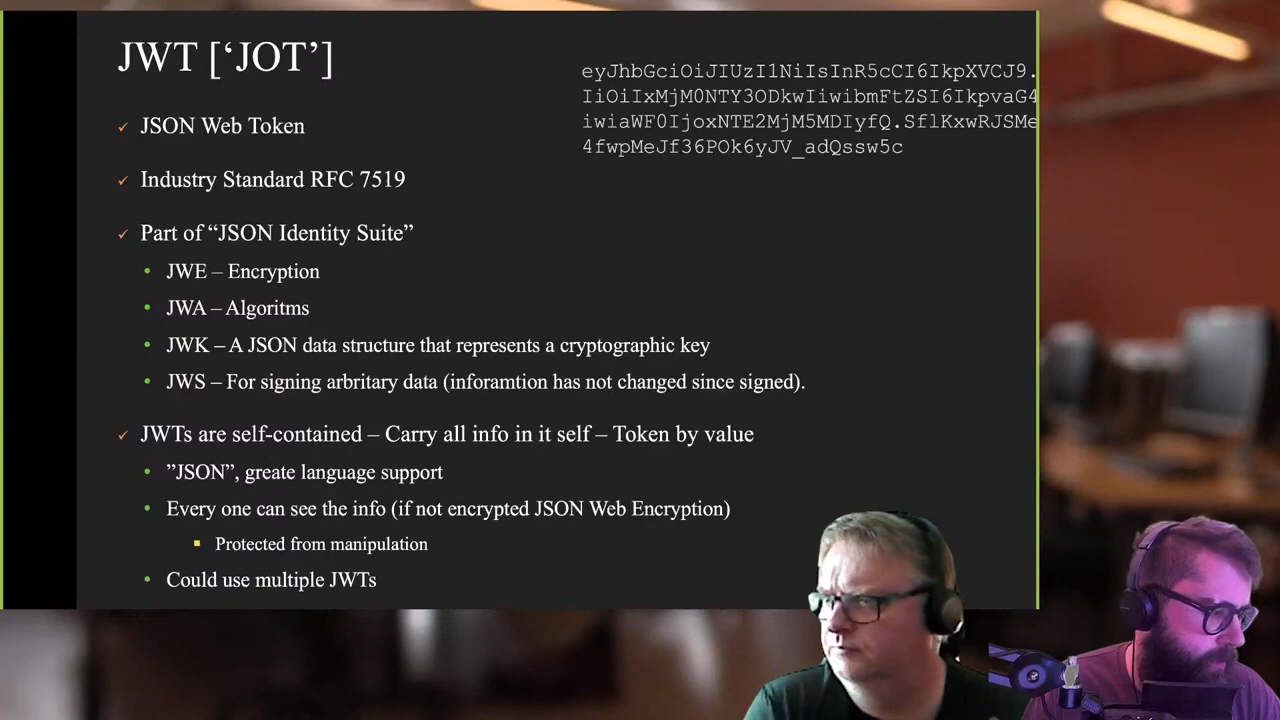 JWT [‘JOT’]
eyJhbGciOiJIUzI1NiIsInR5cCI6IkpXVCJ9.
IiOiIxMjM0NTY3ODkwIiwibmFtZSI6IkpvaG4
iwiaWF0IjoxNTE2MjM5MDIyfQ.SflKxwRJSMe
4fwpMeJf36POk6yJV_adQssw5c
✓ JSON Web Token
✓ Industry Standard RFC 7519
✓ Part of “JSON Identity Suite”
• JWE – Encryption
• JWA – Algoritms
• JWK – A JSON data structure that represents a cryptographic key
• JWS – For signing arbritary data (inforamtion has not changed since signed).
✓ JWTs are self-contained – Carry all info in it self – Token by value
• ”JSON”, greate language support
• Every one can see the info (if not encrypted JSON Web Encryption)
▪ Protected from manipulation
• Could use multiple JWTs